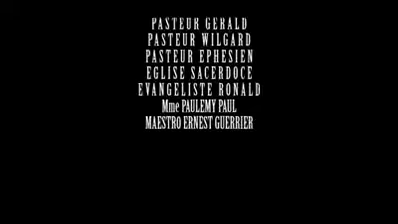 PASTEUR GERALD
PASTEUR WILGARD
PASTEUR EPHESIEN
EGLISE SACERDOCE
EVANGELISTE RONALD
Mme PAULEMY PAUL
MAESTRO ERNEST GUERRIER